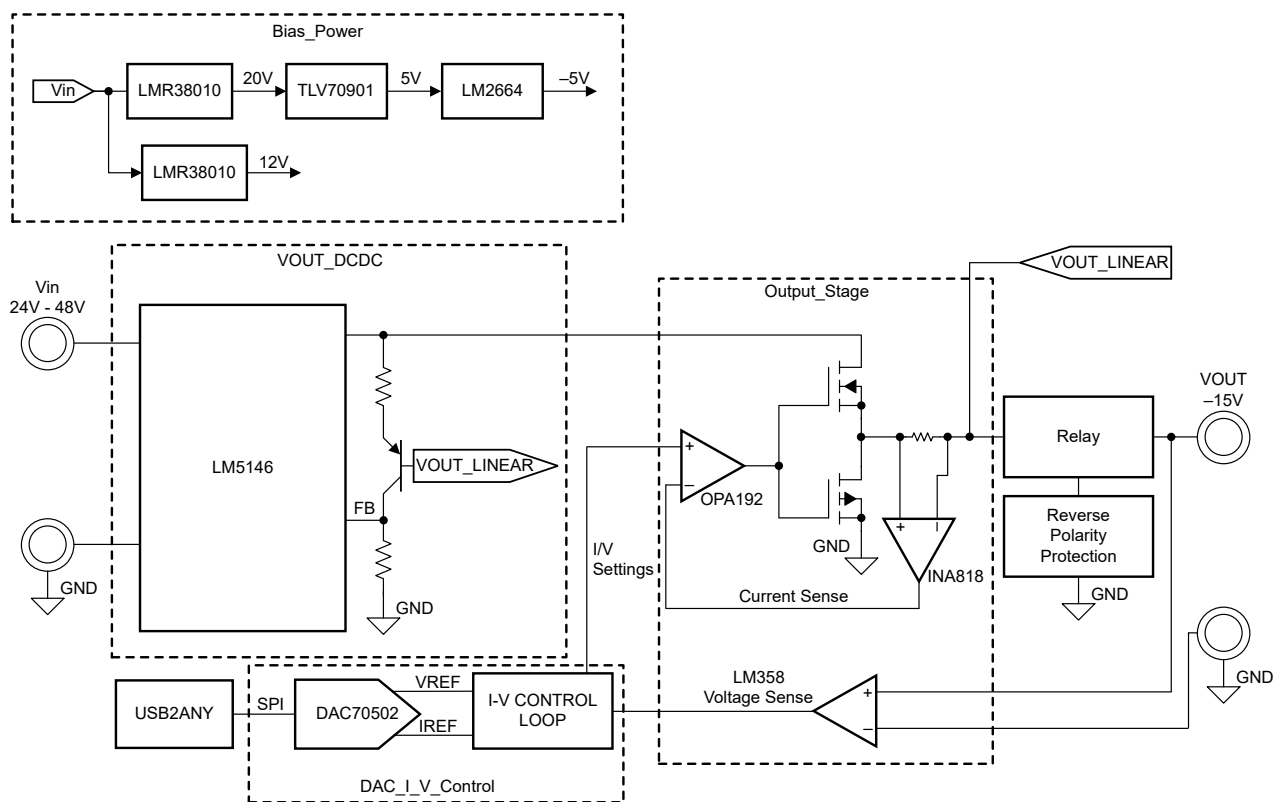 Bias_Power
Vin
LMR38010
20V
TLV70901
5V
LM2664
–5V
LMR38010
12V
VOUT_DCDC
Vin
24V - 48V
LM5146
VOUT_LINEAR
FB
GND
GND
Output_Stage
VOUT_LINEAR
+
–
OPA192
GND
+
–
INA818
Current Sense
I/V
Settings
Relay
VOUT
–15V
Reverse
Polarity
Protection
GND
GND
LM358
Voltage Sense
+
–
USB2ANY
SPI
DAC70502
VREF
IREF
I-V CONTROL
LOOP
DAC_I_V_Control